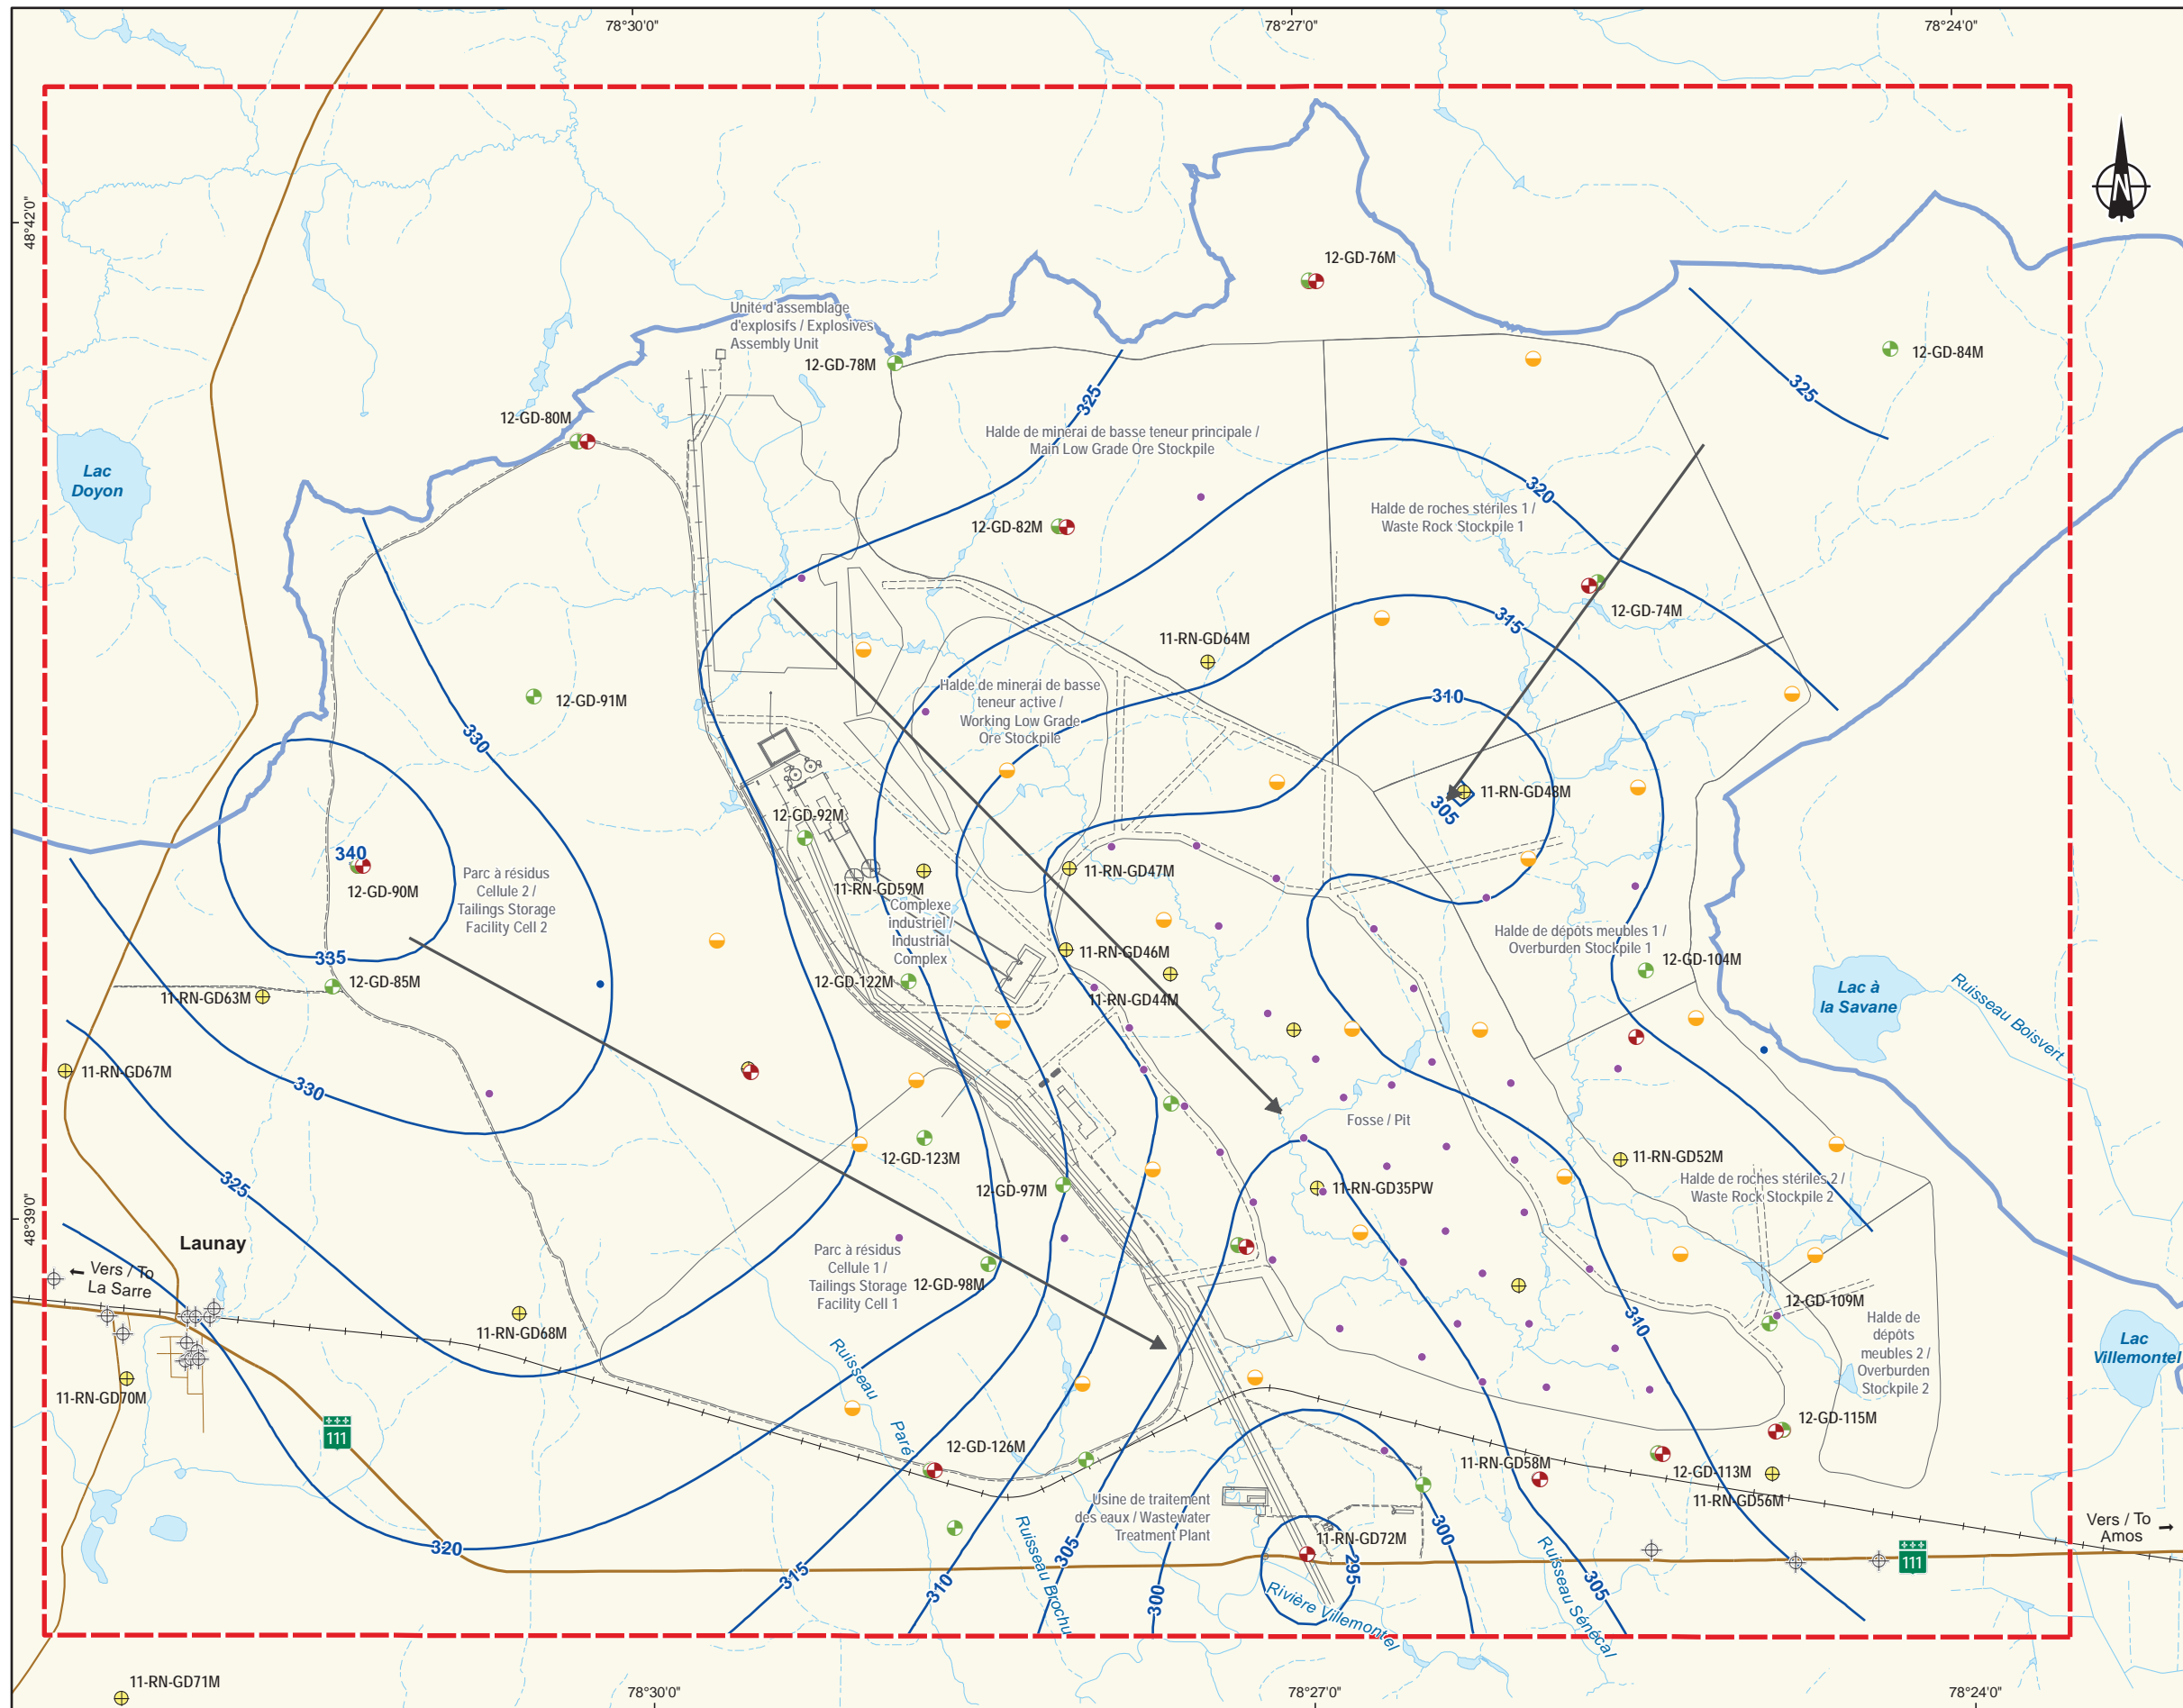 78°30'0"
78°27'0"
78°24'0"
48°42'0"
N
12-GD-76M
Unité d'assemblage
d'explosifs / Explosives
Assembly Unit
12-GD-78M
12-GD-84M
325
325
12-GD-80M
Halde de minerai de basse teneur principale /
Main Low Grade Ore Stockpile
Lac
Doyon
320
Halde de roches stériles 1 /
Waste Rock Stockpile 1
12-GD-82M
12-GD-74M
315
11-RN-GD64M
Halde de minerai de basse
teneur active /
Working Low Grade
Ore Stockpile
310
12-GD-91M
330
11-RN-GD48M
305
12-GD-92M
340
12-GD-90M
Parc à résidus
Cellule 2 /
Tailings Storage
Facility Cell 2
11-RN-GD59M
11-RN-GD47M
Complexe
industriel /
Industrial
Complex
Halde de dépôts meubles 1 /
Overburden Stockpile 1
11-RN-GD46M
335
12-GD-85M
12-GD-104M
11-RN-GD63M
12-GD-122M
11-RN-GD44M
Lac à
la Savane
Ruisseau Boisvert
11-RN-GD67M
330
Fosse / Pit
12-GD-123M
11-RN-GD52M
325
12-GD-97M
11-RN-GD35PW
Halde de roches stériles 2 /
Waste Rock Stockpile 2
48°39'0"
Launay
Vers / To
La Sarre
Parc à résidus
Cellule 1 /
Tailings Storage
Facility Cell 1
12-GD-98M
12-GD-109M
310
11-RN-GD68M
Halde de
dépôts
meubles 2 /
Overburden
Stockpile 2
Lac
Villemontel
11-RN-GD70M
Ruisseau
Paré
111
12-GD-126M
12-GD-115M
11-RN-GD58M
12-GD-113M
11-RN-GD56M
Usine de traitement
des eaux / Wastewater
Treatment Plant
11-RN-GD72M
300
Vers / To
Amos
111
320
315
310
Ruisseau Brochu
305
300
295
Rivière Villemontel
Ruisseau Sénécal
305
11-RN-GD71M
78°30'0"
78°27'0"
78°24'0"